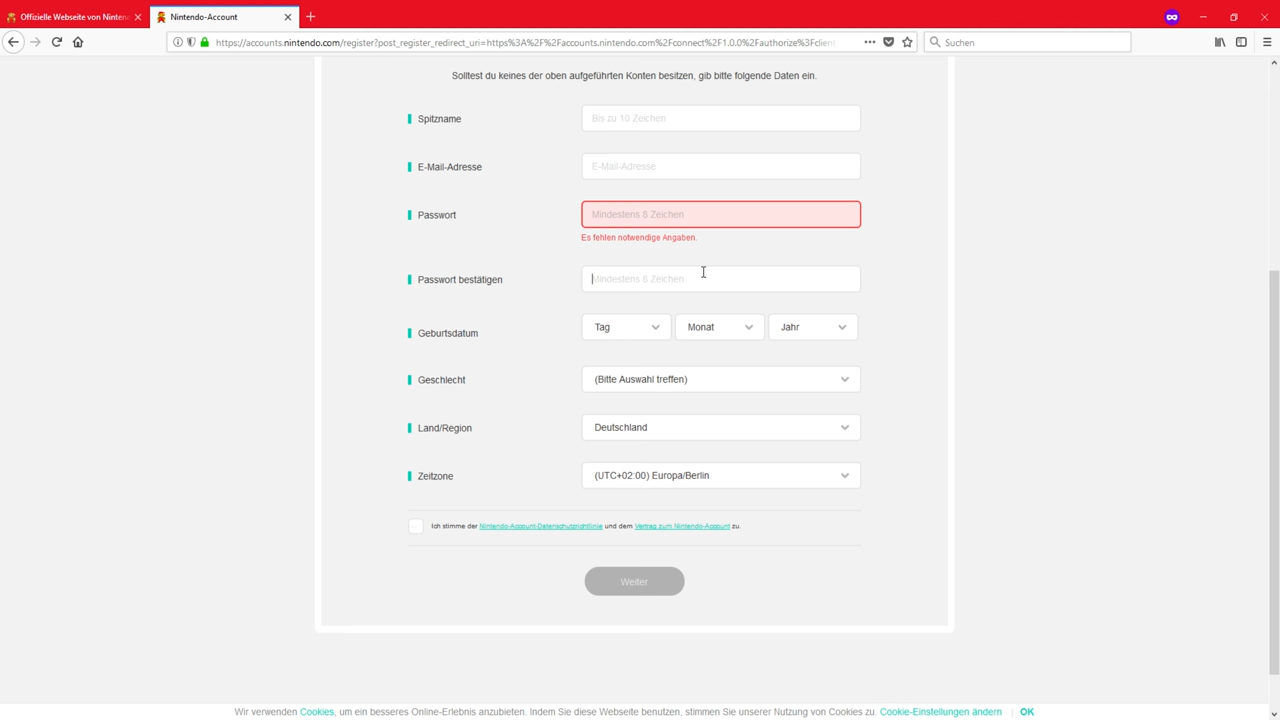 Offizielle Webseite von Ninten
Nintendo-Account
https://accounts.nintendo.com/register?post_register_redirect_uri=https%3A%2F%2Faccounts.nintendo.com%2Fconnect%2F1.0.0%2Fauthorize%3Fclient
Suchen
Solltest du keines der oben aufgeführten Konten besitzen, gib bitte folgende Daten ein.
Spitzname
Bis zu 10 Zeichen
E-Mail-Adresse
E-Mail-Adresse
Passwort
Mindestens 8 Zeichen
Es fehlen notwendige Angaben.
Passwort bestätigen
Mindestens 8 Zeichen
Geburtsdatum
Tag Monat Jahr
Geschlecht
(Bitte Auswahl treffen)
Land/Region
Deutschland
Zeitzone
(UTC+02:00) Europa/Berlin
Ich stimme der Nintendo-Account-Datenschutzrichtlinie und dem Vertrag zum Nintendo-Account zu.
Weiter
Wir verwenden Cookies, um ein besseres Online-Erlebnis anzubieten. Indem Sie diese Webseite benutzen, stimmen Sie unserer Nutzung von Cookies zu. Cookie-Einstellungen ändern OK